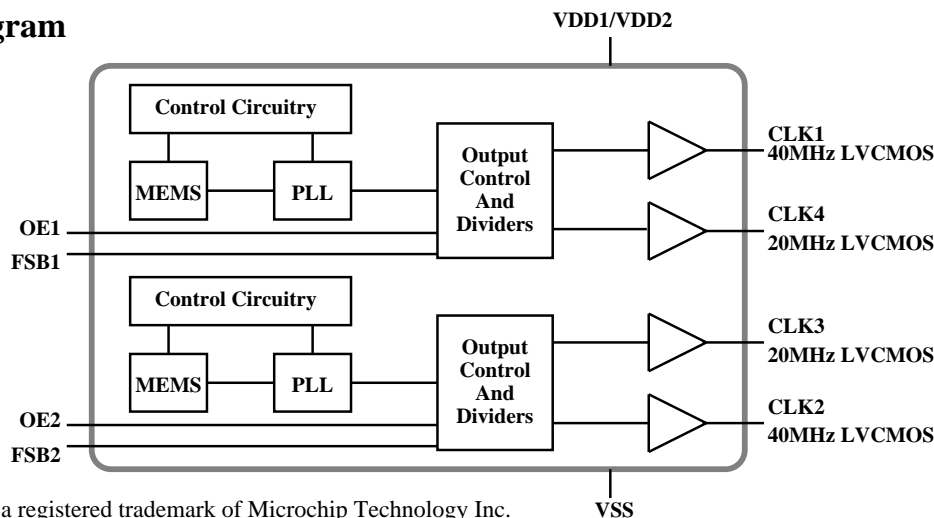 gram
VDD1/VDD2
Control Circuitry
MEMS
PLL
Output
Control
And
Dividers
CLK1
40MHz LVCMOS
CLK4
20MHz LVCMOS
OE1
FSB1
Control Circuitry
MEMS
PLL
Output
Control
And
Dividers
CLK3
20MHz LVCMOS
CLK2
40MHz LVCMOS
OE2
FSB2
a registered trademark of Microchip Technology Inc.
VSS